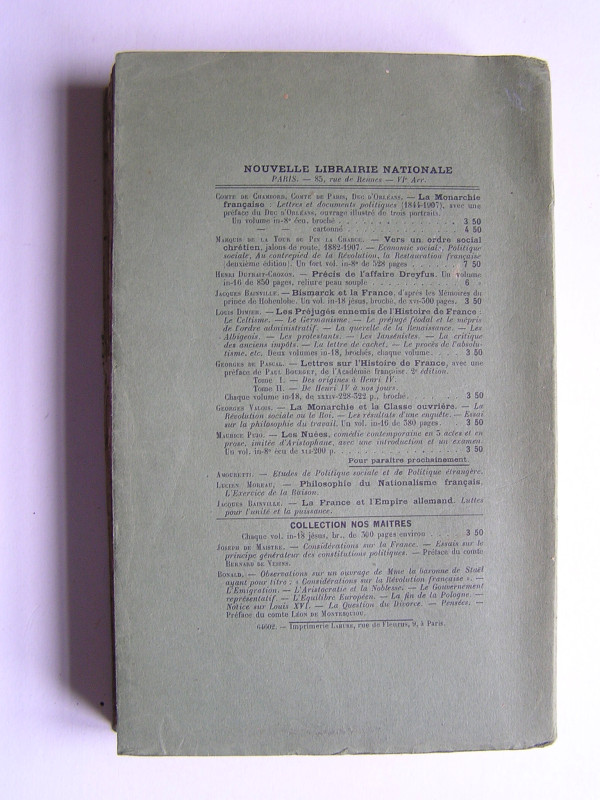 NOUVELLE LIBRAIRIE NATIONALE
PARIS. — 85, rue de Rennes — VIe Arr.
COMTE DE CHAMBORD, COMTE DE PARIS, DUC D'ORLÉANS. — La Monarchie
française : Lettres et documents politiques (1844-1907), avec une
préface du DUC D'ORLÉANS, ouvrage illustré de trois portraits.
Un volume in-8° écu, broché . . . . . 3 50
— — cartonné . . . . . 4 50
MARQUIS DE LA TOUR DU PIN LA CHARCE. — Vers un ordre social
chrétien, jalons de route, 1882-1907. — Economie sociale, Politique
sociale, Au contrepied de la Révolution, la Restauration française
(deuxième édition). Un fort vol. in-8° de 528 pages . . . . 7 50
HENRI DUTRAIT-CROZON. — Précis de l'affaire Dreyfus. Un volume
in-16 de 850 pages, reliure peau souple . . . . . 6 »
JACQUES BAINVILLE. — Bismarck et la France, d'après les Mémoires du
prince de Hohenlohe. Un vol. in-18 jésus, broché, de XVI-300 pages. 3 50
LOUIS DIMIER. — Les Préjugés ennemis de l'Histoire de France :
Le Celtisme. — Le Germanisme. — Le préjugé féodal et le mépris
de l'ordre administratif. — La querelle de la Renaissance. — Les
Albigeois. — Les protestants. — Les Jansénistes. — La critique
des anciens impôts. — La lettre de cachet. — Le procès de l'absolu-
tisme, etc. Deux volumes in-18, brochés, chaque volume. . . 3 50
GEORGES DE PASCAL. — Lettres sur l'Histoire de France, avec une
préface de PAUL BOURGET, de l'Académie française. 2e édition.
Tome I. — Des origines à Henri IV.
Tome II. — De Henri IV à nos jours.
Chaque volume in-18, de XXXIV-228-322 p., broché. . . . 3 50
GEORGES VALOIS. — La Monarchie et la Classe ouvrière. — La
Révolution sociale ou le Roi. — Les résultats d'une enquête. — Essai
sur la philosophie du travail. Un vol. in-16 de 380 pages . . . 3 50
MAURICE PUJO. — Les Nuées, comédie contemporaine en 5 actes et en
prose, imitée d'Aristophane, avec une introduction et un examen.
Un vol. in-8° écu de XLI-200 p. . . . . 3 50
Pour paraître prochainement.
AMOURETTI. — Etudes de Politique sociale et de Politique étrangère.
LUCIEN MOREAU. — Philosophie du Nationalisme français.
L'Exercice de la Raison.
JACQUES BAINVILLE. — La France et l'Empire allemand. Luttes
pour l'unité et la puissance.
COLLECTION NOS MAITRES
Chaque vol. in-18 jésus, br., de 300 pages environ . . . 3 50
JOSEPH DE MAISTRE. — Considérations sur la France. — Essais sur le
principe générateur des constitutions politiques. — Préface du comte
BERNARD DE VESINS.
BONALD. — Observations sur un ouvrage de Mme la baronne de Staël
ayant pour titre : « Considérations sur la Révolution française ». —
L'Emigration. — L'Aristocratie et la Noblesse. — Le Gouvernement
représentatif. — L'Equilibre Européen. — La fin de la Pologne. —
Notice sur Louis XVI. — La Question du Divorce. — Pensées. —
Préface du comte LÉON DE MONTESQUIOU.
64602. — Imprimerie LAHURE, rue de Fleurus, 9, à Paris.